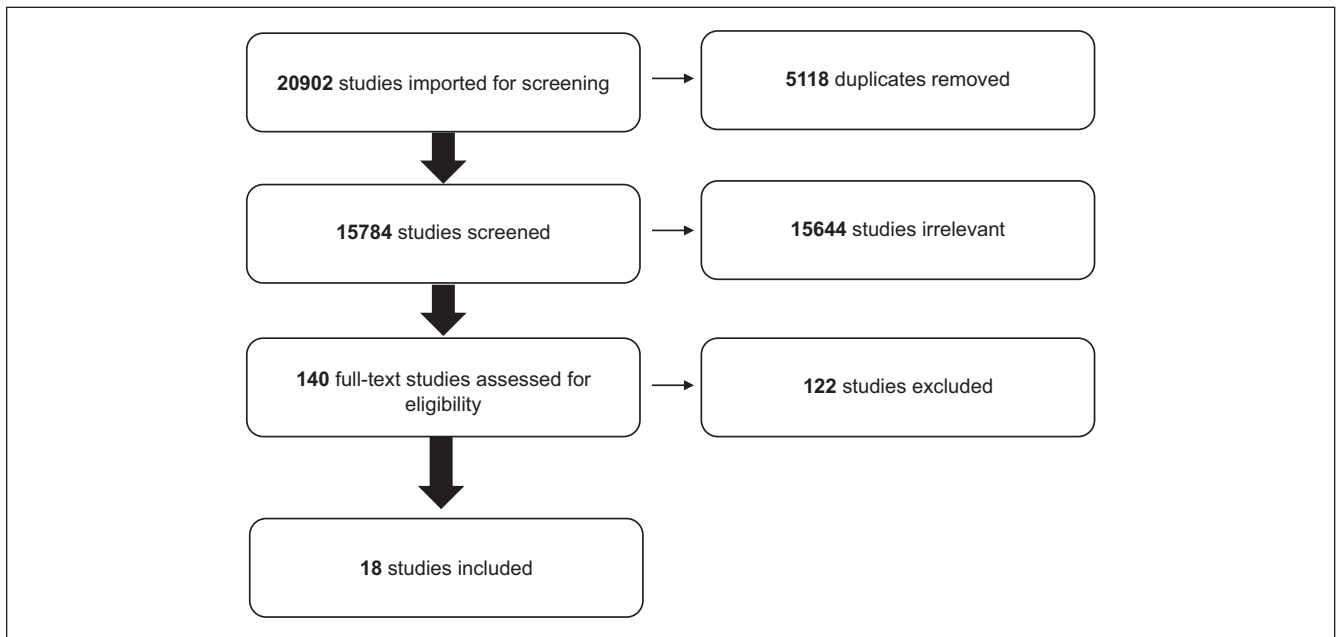 20902 studies imported for screening
5118 duplicates removed
15784 studies screened
15644 studies irrelevant
140 full-text studies assessed for
eligibility
122 studies excluded
18 studies included